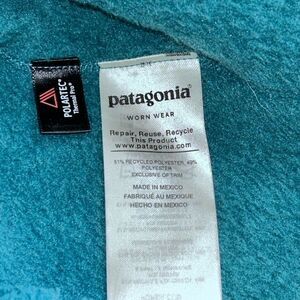 POLARTEC®
Thermal Pro®
patagonia®
WORN WEAR
Repair, Reuse, Recycle
This Product
www.patagonia.com
51% RECYCLED POLYESTER 49%
POLYESTER
EXCLUSIVE OF TRIM
MADE IN MEXICO
FABRIQUÉ AU MEXIQUE
HECHO EN MEXICO